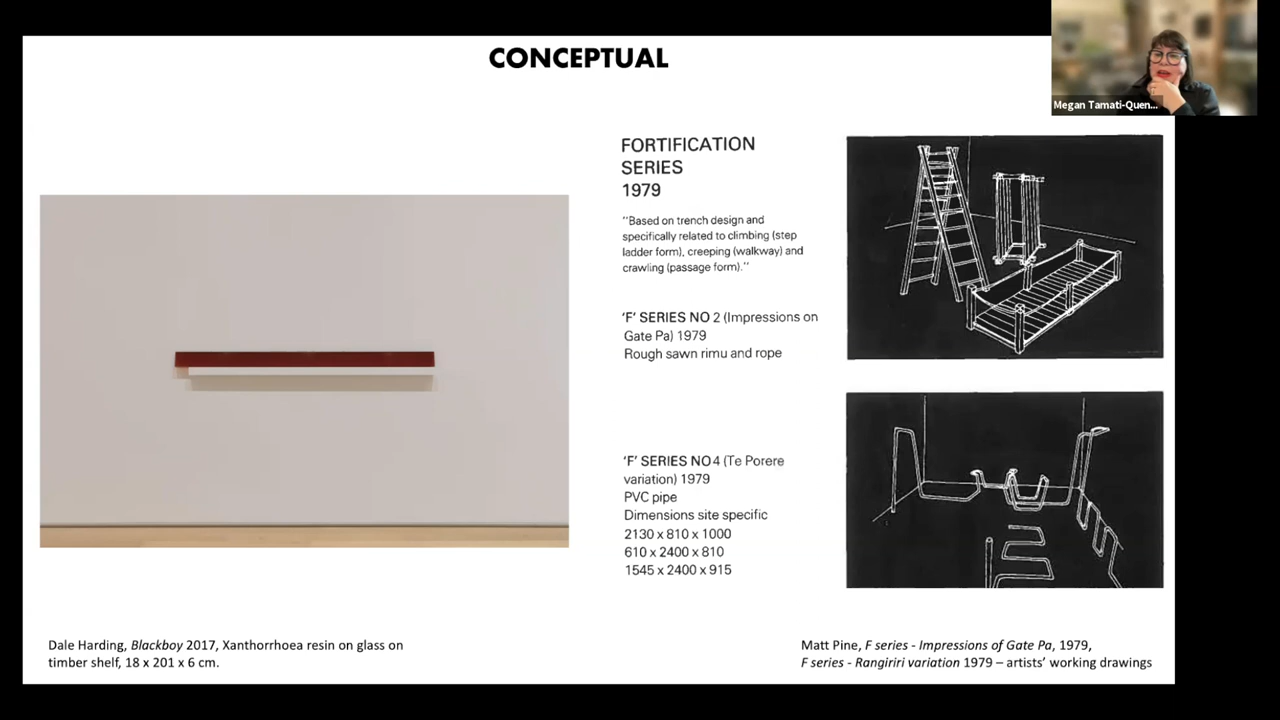 CONCEPTUAL
Megan Tamati-Quen...
FORTIFICATION
SERIES
1979
"Based on trench design and
specifically related to climbing (step
ladder form), creeping (walkway) and
crawling (passage form)."
'F' SERIES NO 2 (Impressions on
Gate Pa) 1979
Rough sawn rimu and rope
'F' SERIES NO 4 (Te Porere
variation) 1979
PVC pipe
Dimensions site specific
2130 x 810 x 1000
610 x 2400 x 810
1545 x 2400 x 915
Dale Harding, Blackboy 2017, Xanthorrhoea resin on glass on
timber shelf, 18 x 201 x 6 cm.
Matt Pine, F series - Impressions of Gate Pa, 1979,
F series - Rangiriri variation 1979 – artists' working drawings